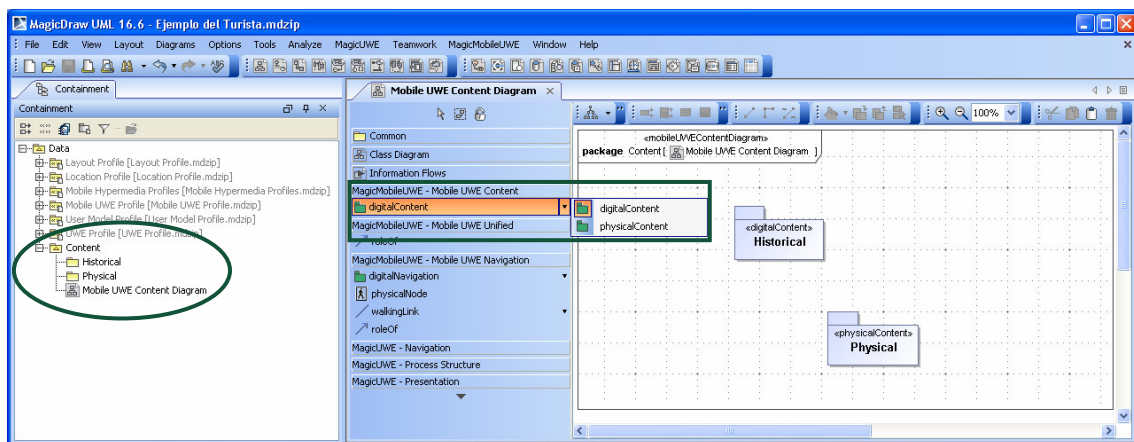 MagicDraw UML 16.6 - Ejemplo del Turista.mdzip
File Edit View Layout Diagrams Options Tools Analyze MagicUWE Teamwork MagicMobileUWE Window Help
Containment
Containment
Data
Layout Profile [Layout Profile.mdzip]
Location Profile [Location Profile.mdzip]
Mobile Hypermedia Profiles [Mobile Hypermedia Profiles.mdzip]
Mobile UWE Profile [Mobile UWE Profile.mdzip]
User Model Profile [User Model Profile.mdzip]
UWE Profile [UWE Profile.mdzip]
Content
Historical
Physical
Mobile UWE Content Diagram
Mobile UWE Content Diagram
Common
Class Diagram
Information Flows
MagicMobileUWE - Mobile UWE Content
digitalContent
digitalContent
physicalContent
MagicMobileUWE - Mobile UWE Unified
roleOf
MagicMobileUWE - Mobile UWE Navigation
digitalNavigation
physicalNode
walkingLink
roleOf
MagicUWE - Navigation
MagicUWE - Process Structure
MagicUWE - Presentation
100%
«mobileUWEContentDiagram»
package Content [ Mobile UWE Content Diagram ]
«digitalContent»
Historical
«physicalContent»
Physical